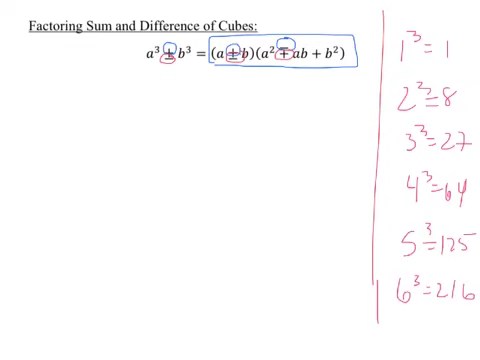 Factoring Sum and Difference of Cubes:
a³ ± b³ = (a ± b)(a² ∓ ab + b²)
1³ = 1
2³ = 8
3³ = 27
4³ = 64
5³ = 125
6³ = 216